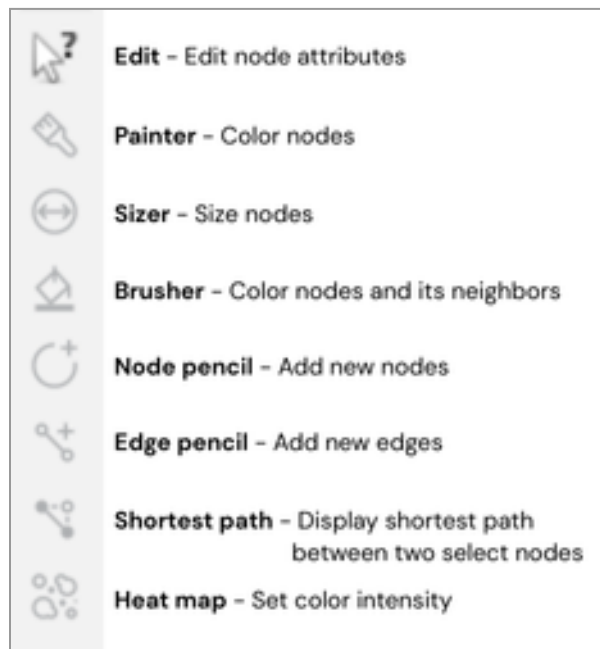 Edit – Edit node attributes
Painter – Color nodes
Sizer – Size nodes
Brusher – Color nodes and its neighbors
Node pencil – Add new nodes
Edge pencil – Add new edges
Shortest path – Display shortest path
between two select nodes
Heat map – Set color intensity